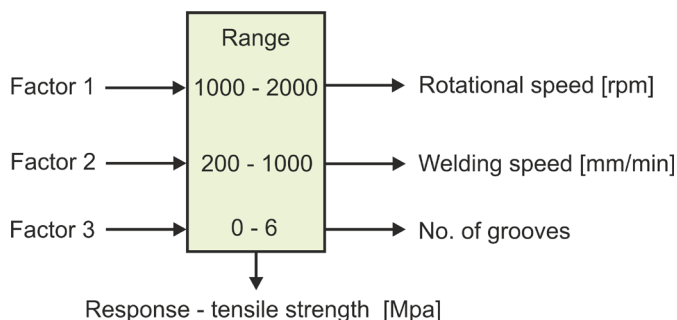 Range
Factor 1 1000 - 2000 Rotational speed [rpm]
Factor 2 200 - 1000 Welding speed [mm/min]
Factor 3 0 - 6 No. of grooves
Response - tensile strength [Mpa]